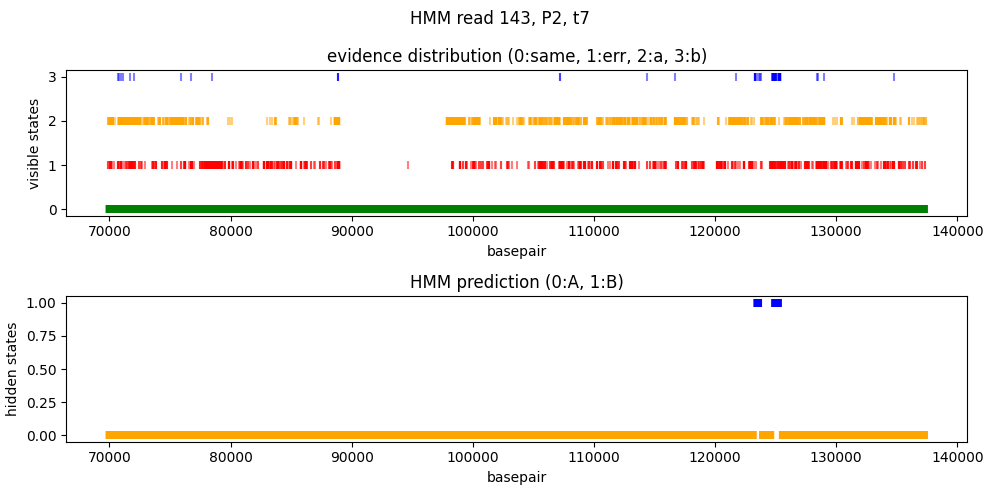 HMM read 143, P2, t7
evidence distribution (0:same, 1:err, 2:a, 3:b)
visible states
3
2
1
0
70000 80000 90000 100000 110000 120000 130000 140000
basepair
HMM prediction (0:A, 1:B)
hidden states
1.00
0.75
0.50
0.25
0.00
70000 80000 90000 100000 110000 120000 130000 140000
basepair